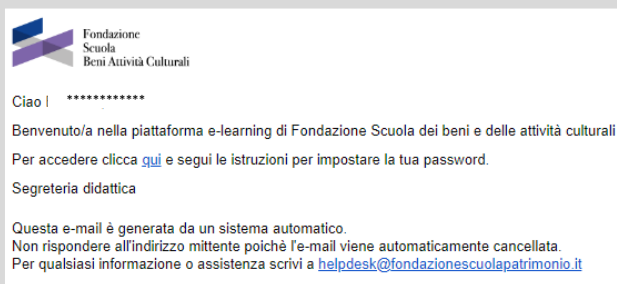 Fondazione
Scuola
Beni Attività Culturali
Ciao l ************
Benvenuto/a nella piattaforma e-learning di Fondazione Scuola dei beni e delle attività culturali
Per accedere clicca qui e segui le istruzioni per impostare la tua password.
Segreteria didattica
Questa e-mail è generata da un sistema automatico.
Non rispondere all'indirizzo mittente poichè l'e-mail viene automaticamente cancellata.
Per qualsiasi informazione o assistenza scrivi a helpdesk@fondazionescuolapatrimonio.it